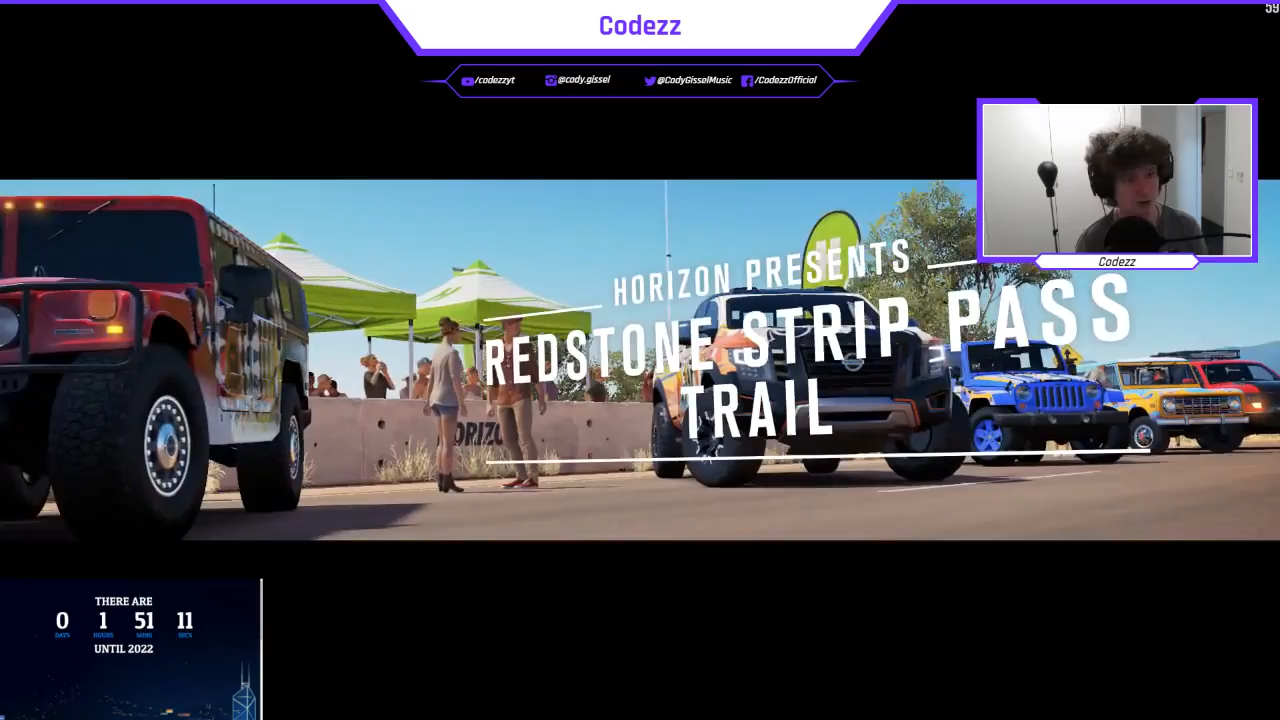 59
Codezz
/codezzyt @cody.gissel @CodyGisselMusic /CodezzOfficial
Codezz
HORIZON PRESENTS
REDSTONE STRIP PASS
TRAIL
HORIZO
THERE ARE
0 1 51 11
DAYS HOURS MINS SECS
UNTIL 2022